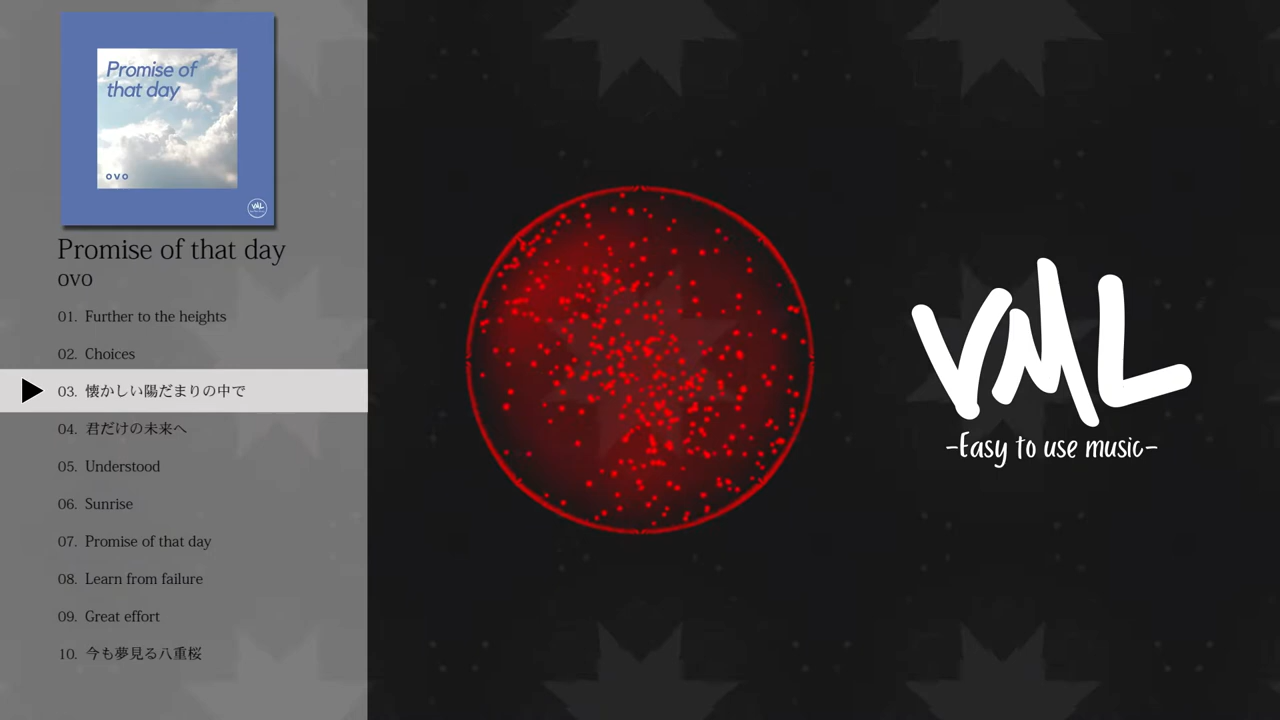 Promise of
that day
ovo
VML
Promise of that day
ovo
01. Further to the heights
02. Choices
03. 懐かしい陽だまりの中で
04. 君だけの未来へ
05. Understood
06. Sunrise
07. Promise of that day
08. Learn from failure
09. Great effort
10. 今も夢見る八重桜
VML
-Easy to use music-